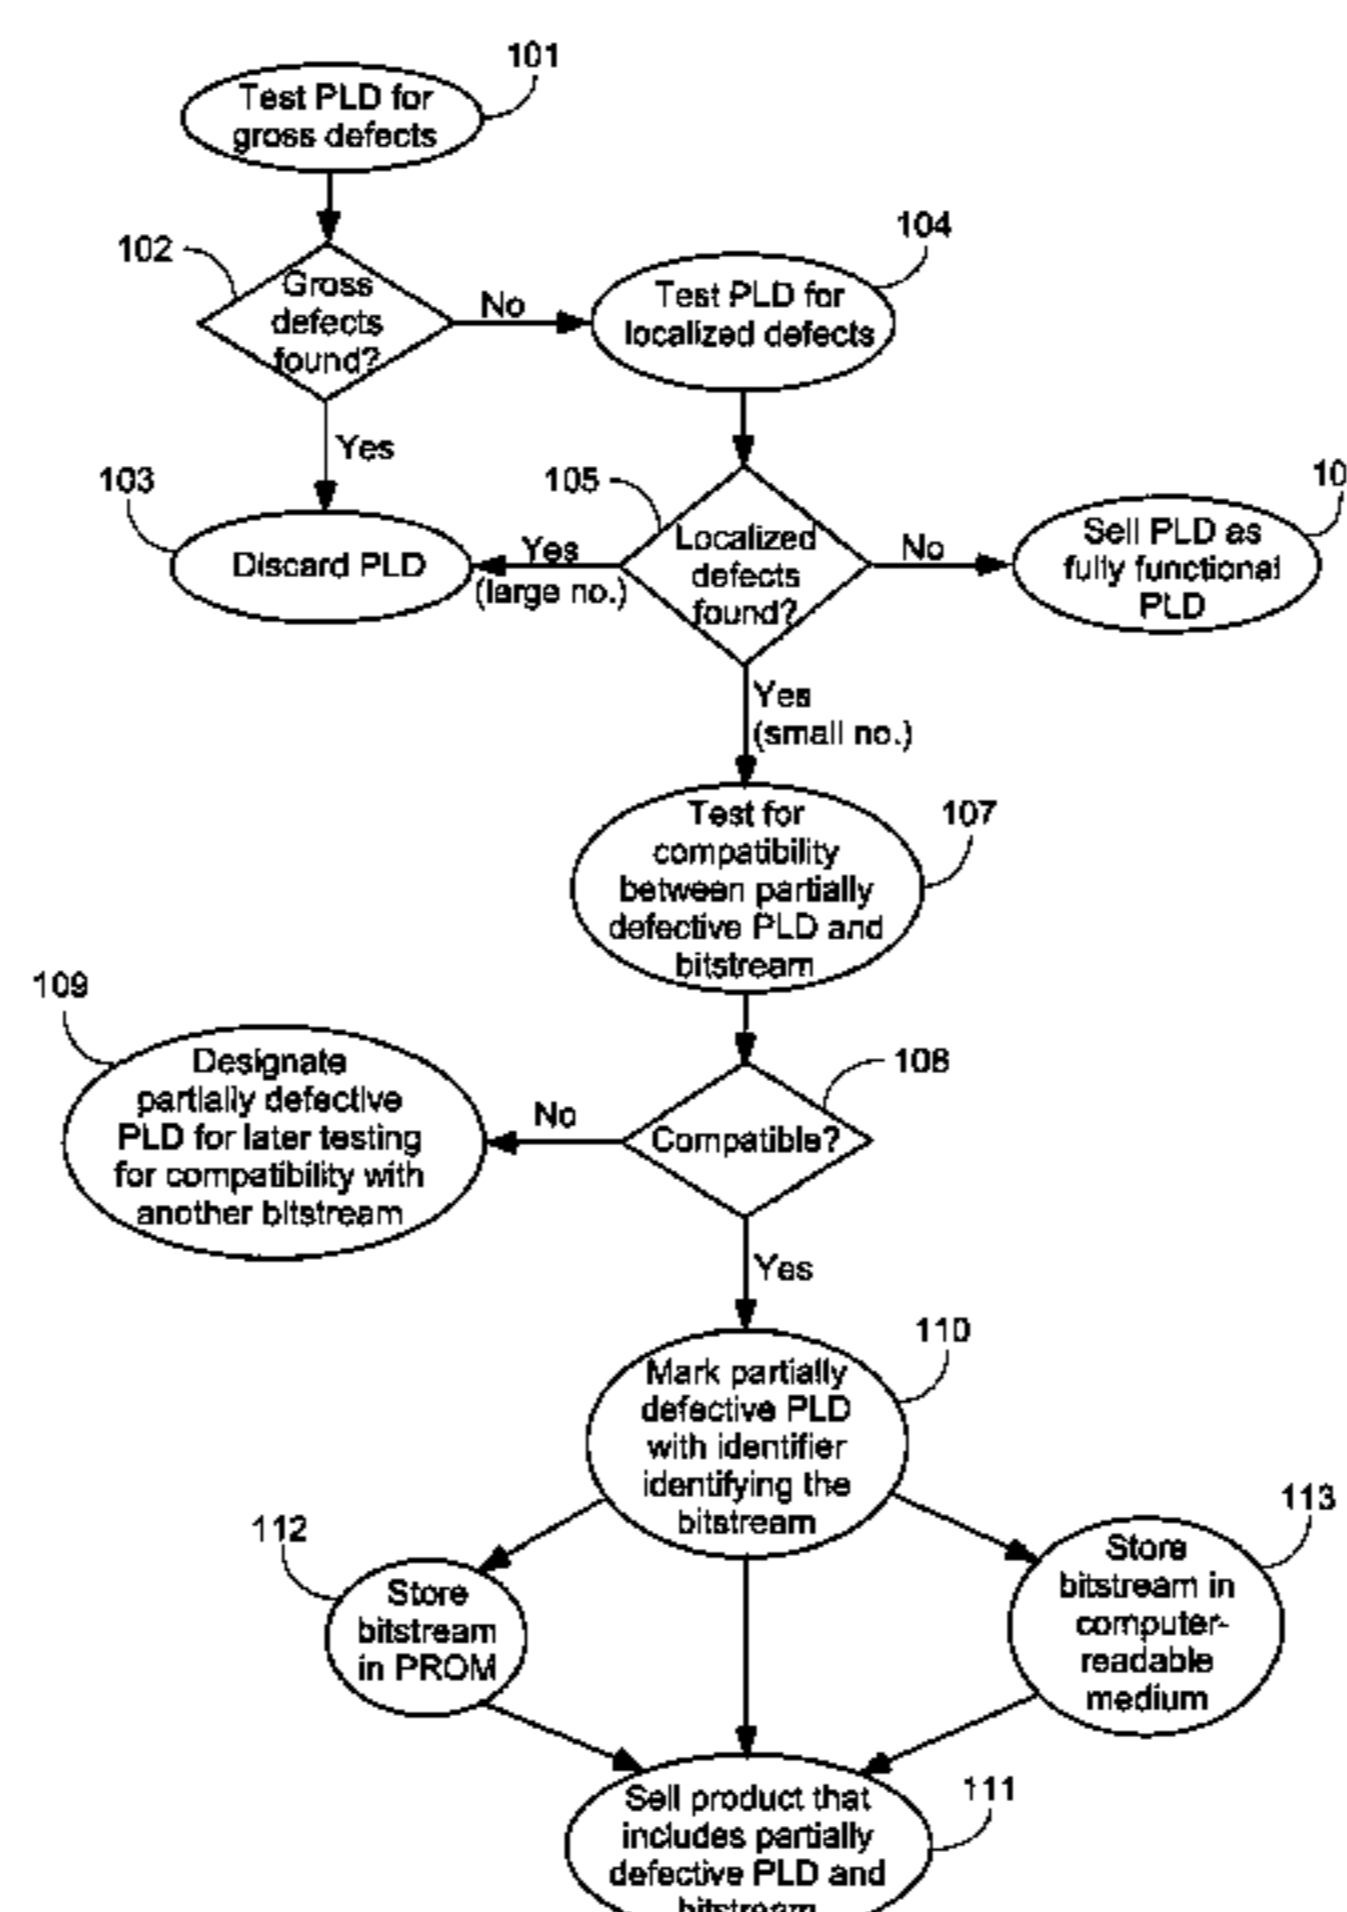 101
Test PLD for
gross defects
102
Gross
defects
found?
No
104
Test PLD for
localized defects
Yes
103
Discard PLD
105
Localized
defects
found?
Yes
(large no.)
No
10
Sell PLD as
fully functional
PLD
Yes
(small no.)
107
Test for
compatibility
between partially
defective PLD and
bitstream
108
Compatible?
No
109
Designate
partially defective
PLD for later testing
for compatibility with
another bitstream
Yes
110
Mark partially
defective PLD
with identifier
identifying the
bitstream
112
Store
bitstream
in PROM
113
Store
bitstream in
computer-
readable
medium
111
Sell product that
includes partially
defective PLD and
bitstream